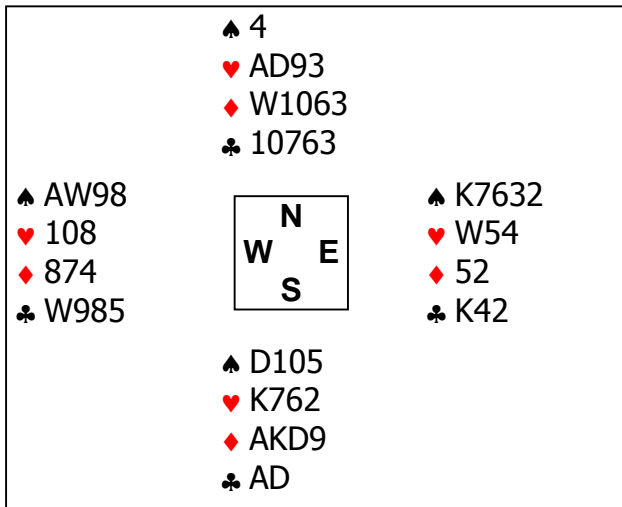 ♠ 4
♥ AD93
♦ W1063
♣ 10763
♠ AW98
♥ 108
♦ 874
♣ W985
N
W E
S
♠ K7632
♥ W54
♦ 52
♣ K42
♠ D105
♥ K762
♦ AKD9
♣ AD